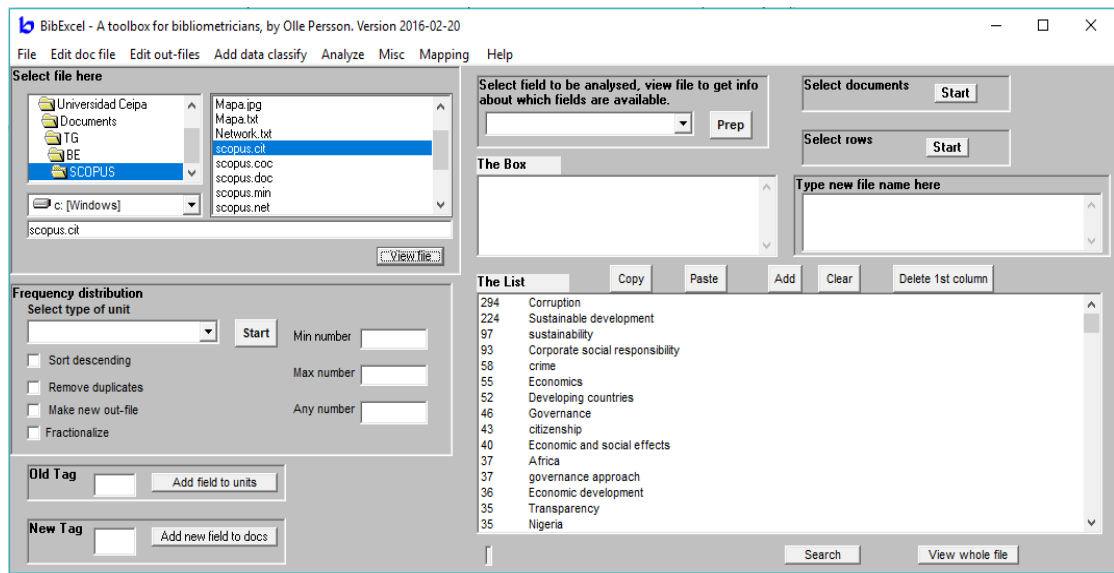 BibExcel - A toolbox for bibliometricians, by Olle Persson. Version 2016-02-20
File Edit doc file Edit out-files Add data classify Analyze Misc Mapping Help
Select file here
Universidad Ceipa
Documents
TG
BE
SCOPUS
Mapa.jpg
Mapa.txt
Network.txt
scopus.cit
scopus.coc
scopus.doc
scopus.min
scopus.net
c: [Windows]
scopus.cit
View file
Select field to be analysed, view file to get info
about which fields are available.
Prep
Select documents
Start
Select rows
Start
The Box
Type new file name here
Frequency distribution
Select type of unit
Start
Sort descending
Remove duplicates
Make new out-file
Fractionalize
Min number
Max number
Any number
Old Tag
Add field to units
New Tag
Add new field to docs
The List
Copy
Paste
Add
Clear
Delete 1st column
294 Corruption
224 Sustainable development
97 sustainability
93 Corporate social responsibility
58 crime
55 Economics
52 Developing countries
46 Governance
43 citizenship
40 Economic and social effects
37 Africa
37 governance approach
36 Economic development
35 Transparency
35 Nigeria
Search
View whole file